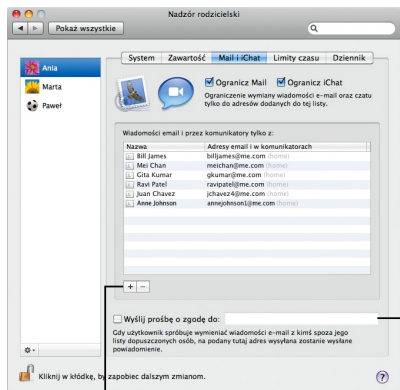 Nadzór rodzicielski
Pokaż wszystkie
System Zawartość Mail i iChat Limity czasu Dziennik
Ania
Marta
Paweł
Ogranicz Mail Ogranicz iChat
Ograniczenie wymiany wiadomości e-mail oraz czatu
tylko do adresów dodanych do tej listy.
Wiadomości email i przez komunikatory tylko z:
Nazwa Adresy email i w komunikatorach
Bill James billjames@me.com (home)
Mei Chan meichan@me.com (home)
Gita Kumar gkumar@me.com (home)
Ravi Patel ravipatel@me.com (home)
Juan Chavez jchavez4@me.com (home)
Anne Johnson annejohnson1@me.com (home)
+ −
Wyślij prośbę o zgodę do:
Gdy użytkownik spróbuje wymieniać wiadomości e-mail z kimś spoza jego
listy dopuszczonych osób, na podany tutaj adres wysyłana zostanie wysłane
powiadomienie.
Kliknij w kłódkę, by zapobiec dalszym zmianom.
?